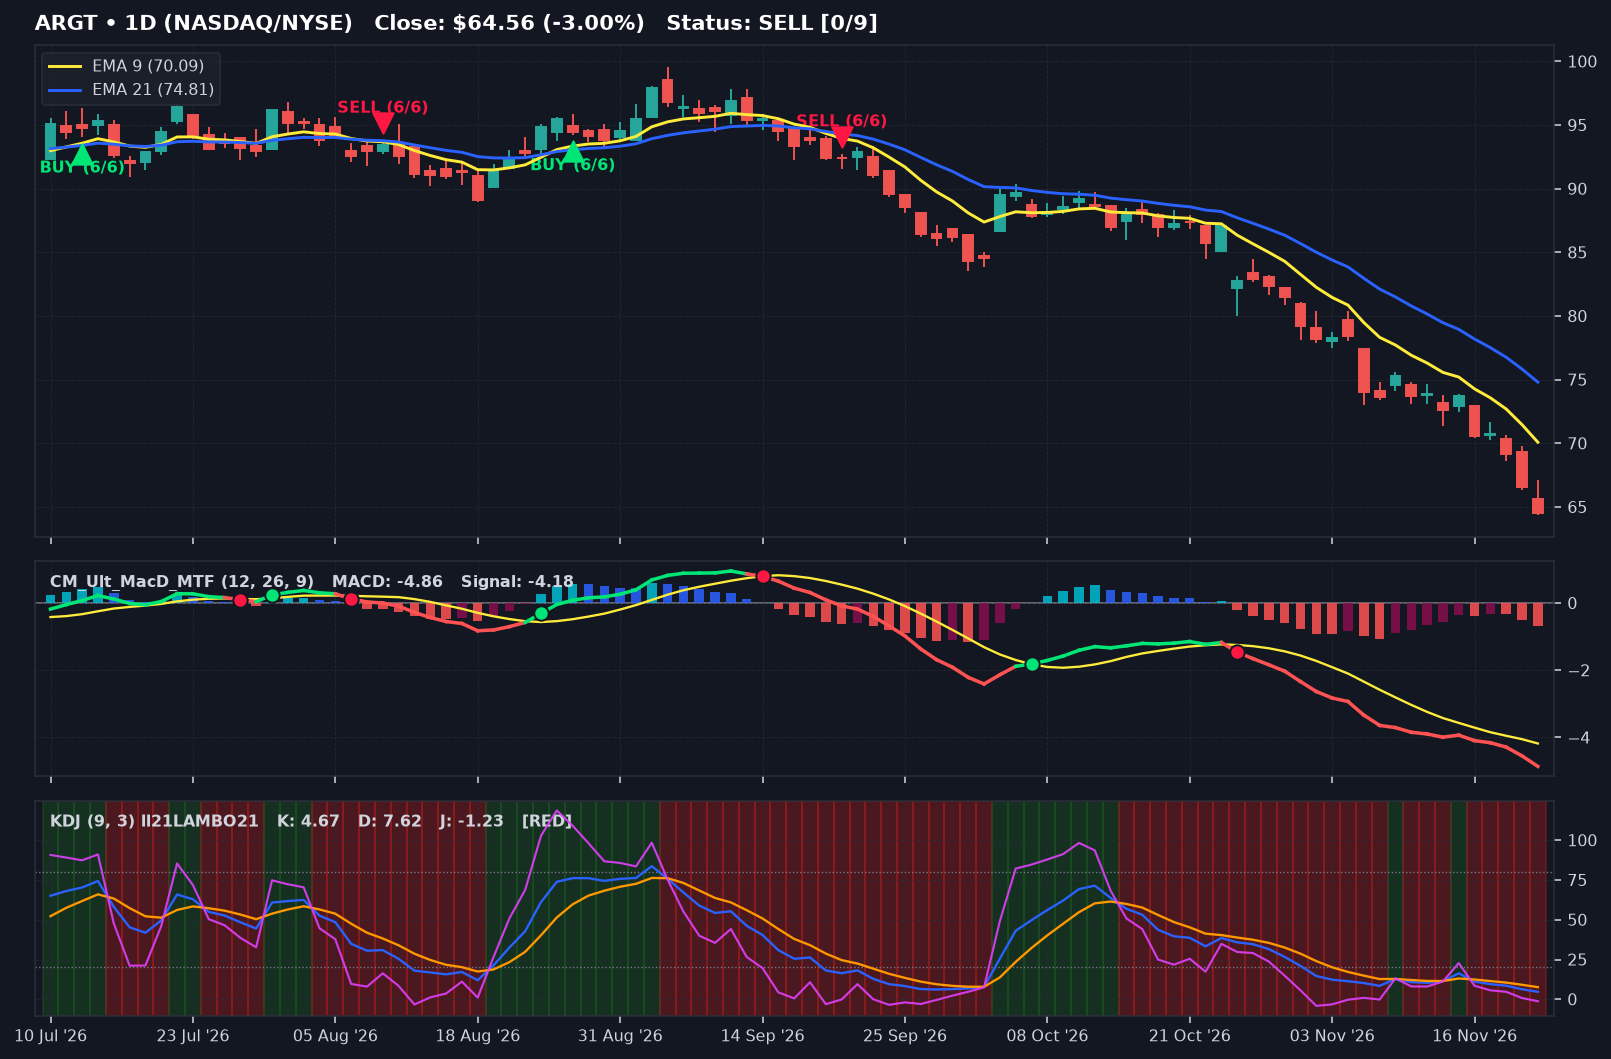 ARGT • 1D (NASDAQ/NYSE)   Close: $64.56 (-3.00%)   Status: SELL [0/9]
EMA 9 (70.09)
EMA 21 (74.81)
100
95
90
85
80
75
70
65
SELL (6/6)
SELL (6/6)
BUY (6/6)
BUY (6/6)
CM_Ult_MacD_MTF (12, 26, 9)   MACD: -4.86   Signal: -4.18
0
−2
−4
KDJ (9, 3) II21LAMBO21   K: 4.67   D: 7.62   J: -1.23   [RED]
100
75
50
25
0
10 Jul '26
23 Jul '26
05 Aug '26
18 Aug '26
31 Aug '26
14 Sep '26
25 Sep '26
08 Oct '26
21 Oct '26
03 Nov '26
16 Nov '26